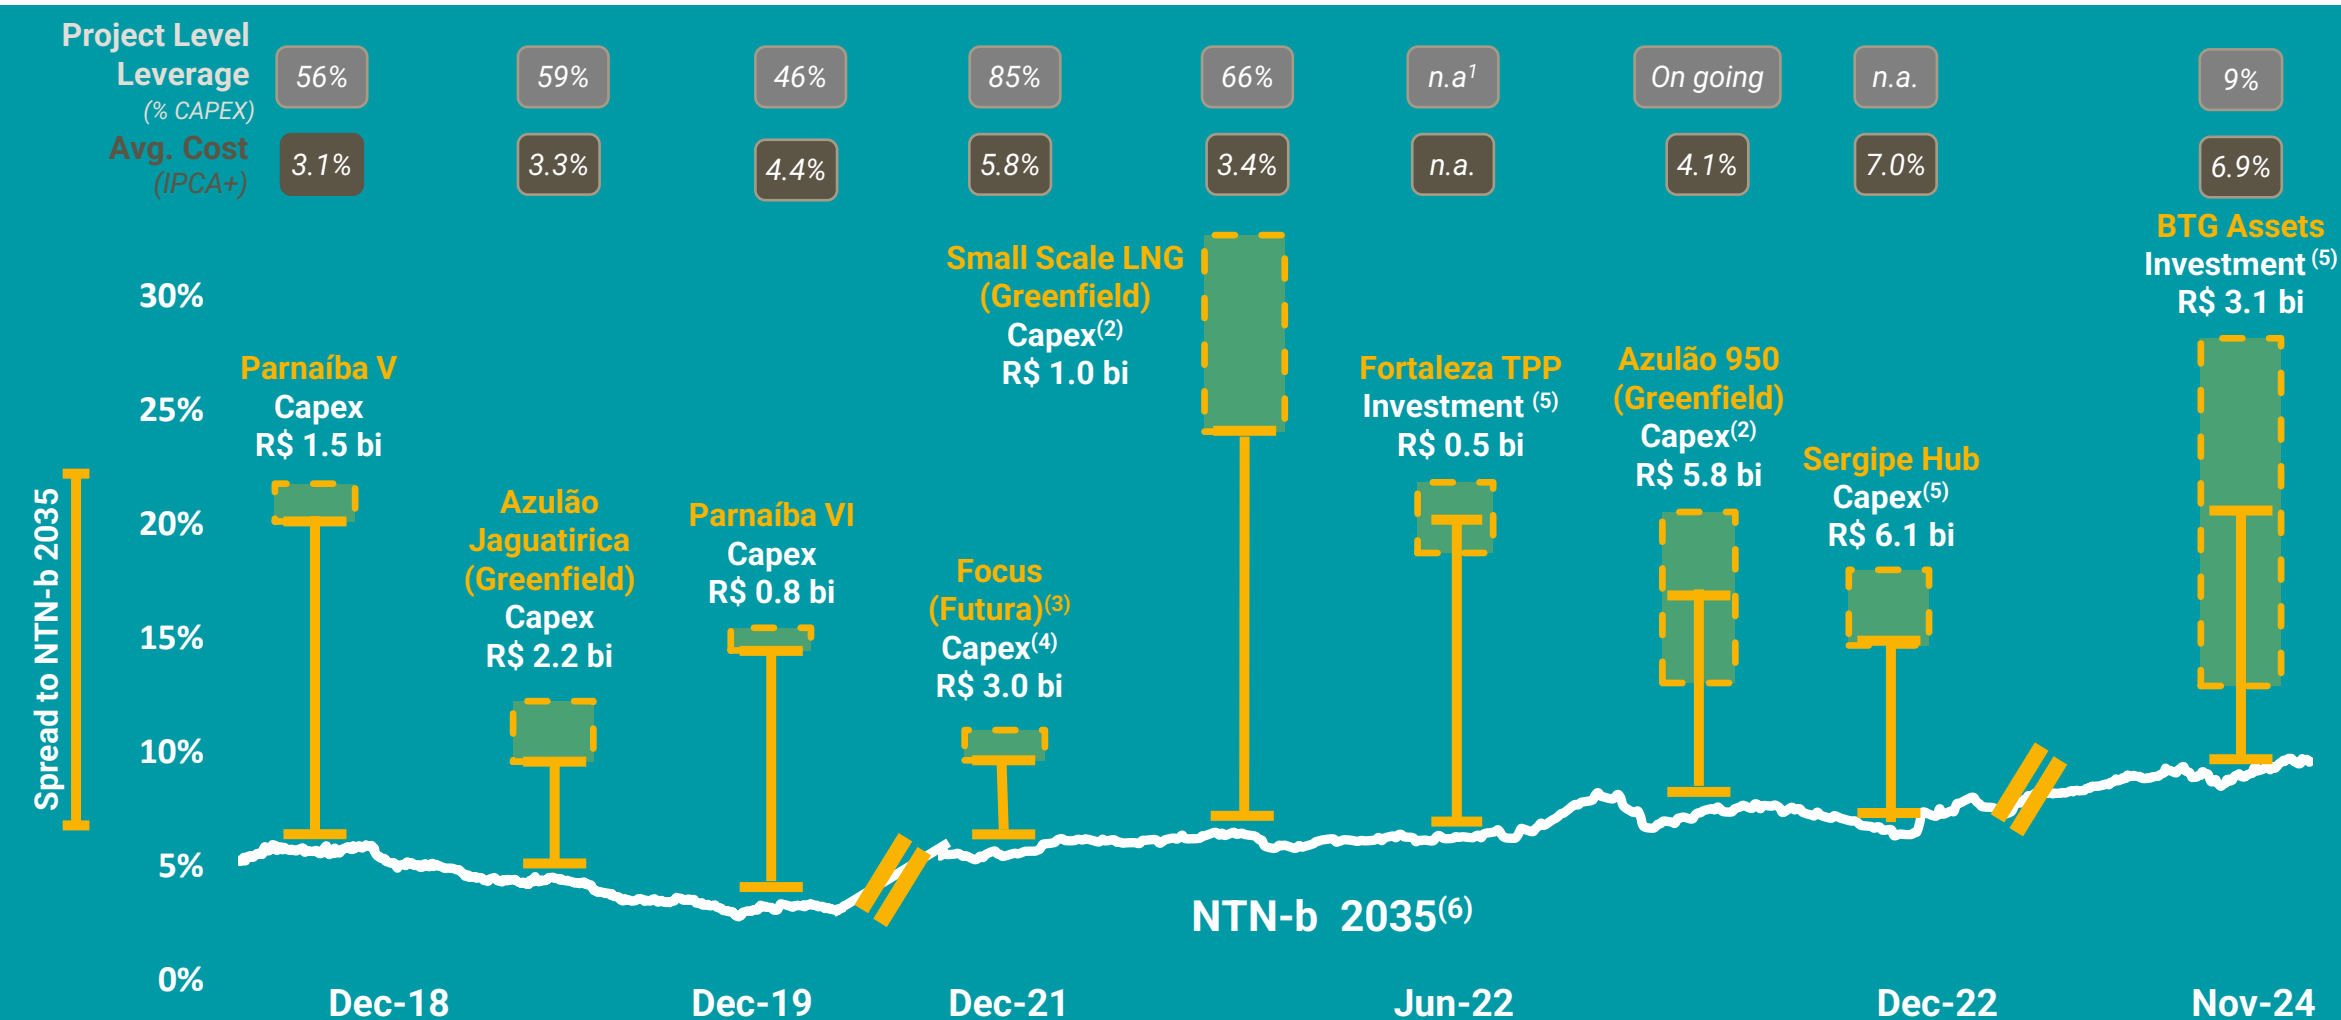 Project Level
Leverage
(% CAPEX)
56%
59%
46%
85%
66%
n.a¹
On going
n.a.
9%
Avg. Cost
(IPCA+)
3.1%
3.3%
4.4%
5.8%
3.4%
n.a.
4.1%
7.0%
6.9%
Spread to NTN-b 2035
30%
25%
20%
15%
10%
5%
0%
Parnaíba V
Capex
R$ 1.5 bi
Azulão
Jaguatirica
(Greenfield)
Capex
R$ 2.2 bi
Parnaíba VI
Capex
R$ 0.8 bi
Focus
(Futura)(3)
Capex(4)
R$ 3.0 bi
Small Scale LNG
(Greenfield)
Capex(2)
R$ 1.0 bi
Fortaleza TPP
Investment (5)
R$ 0.5 bi
Azulão 950
(Greenfield)
Capex(2)
R$ 5.8 bi
Sergipe Hub
Capex(5)
R$ 6.1 bi
BTG Assets
Investment (5)
R$ 3.1 bi
NTN-b 2035(6)
Dec-18
Dec-19
Dec-21
Jun-22
Dec-22
Nov-24